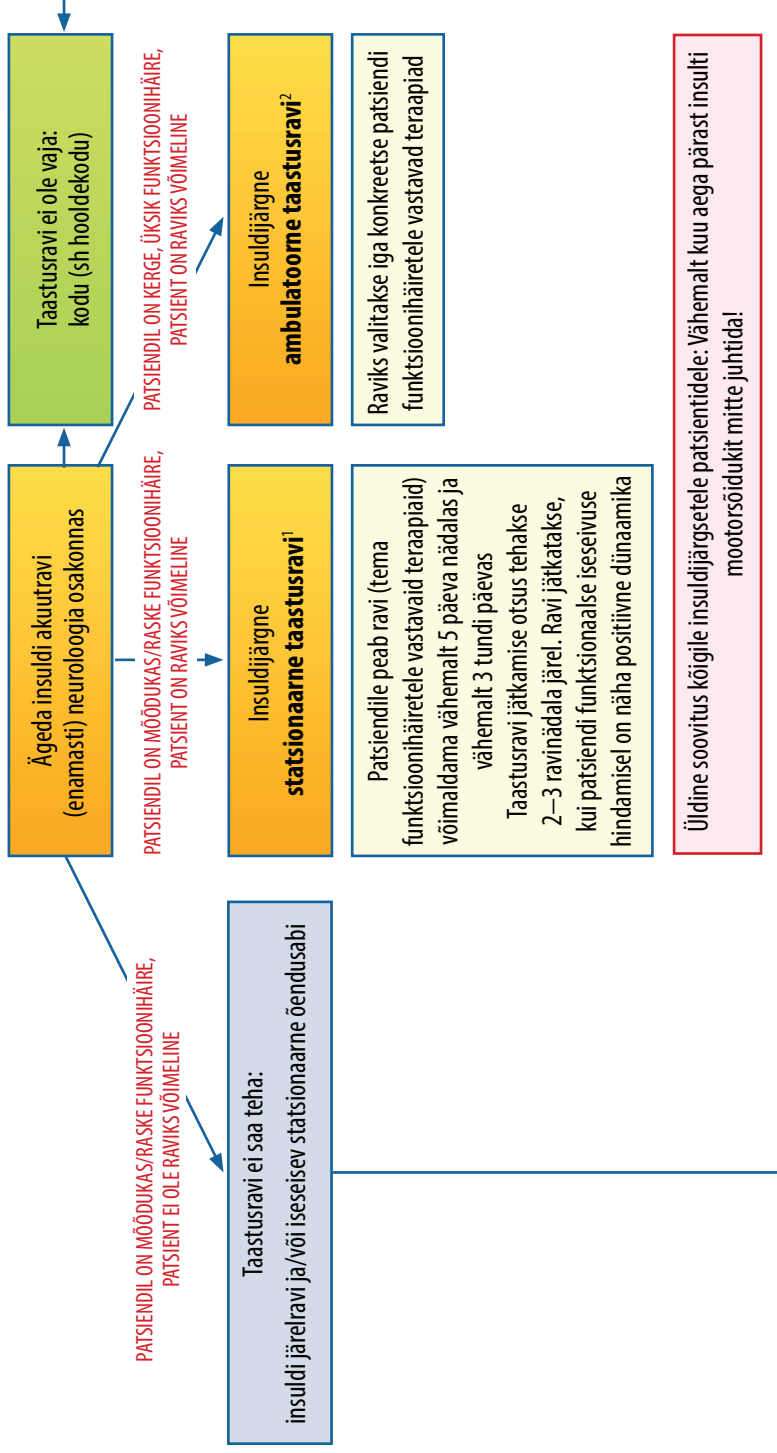 Ägeda insuldi akuutravi
(enamasti) neuroloogia osakonnas
Taastusravi ei ole vaja:
kodu (sh hooldekodu)
PATSIENDIL ON MÕÕDUKAS/RASKE FUNKTSIOONIHÄIRE,
PATSIENT EI OLE RAVIKS VÕIMELINE
PATSIENDIL ON MÕÕDUKAS/RASKE FUNKTSIOONIHÄIRE,
PATSIENT ON RAVIKS VÕIMELINE
PATSIENDIL ON KERGE, ÜKSIK FUNKTSIOONIHÄIRE,
PATSIENT ON RAVIKS VÕIMELINE
Taastusravi ei saa teha:
insuldi järelravi ja/või iseseisev statsionaarne õendusabi
Insuldijärgne
statsionaarne taastusravi¹
Insuldijärgne
ambulatoorne taastusravi²
Patsiendile peab ravi (tema
funktsioonihäiretele vastavaid teraapiaid)
võimaldama vähemalt 5 päeva nädalas ja
vähemalt 3 tundi päevas
Taastusravi jätkamise otsus tehakse
2–3 ravinädala järel. Ravi jätkatakse,
kui patsiendi funktsionaalse iseseivuse
hindamisel on näha positiivne dünaamika
Raviks valitakse iga konkreetse patsiendi
funktsioonihäiretele vastavad teraapiad
Üldine soovitus kõigile insuldijärgsetele patsientidele: Vähemalt kuu aega pärast insulti
mootorsõidukit mitte juhtida!